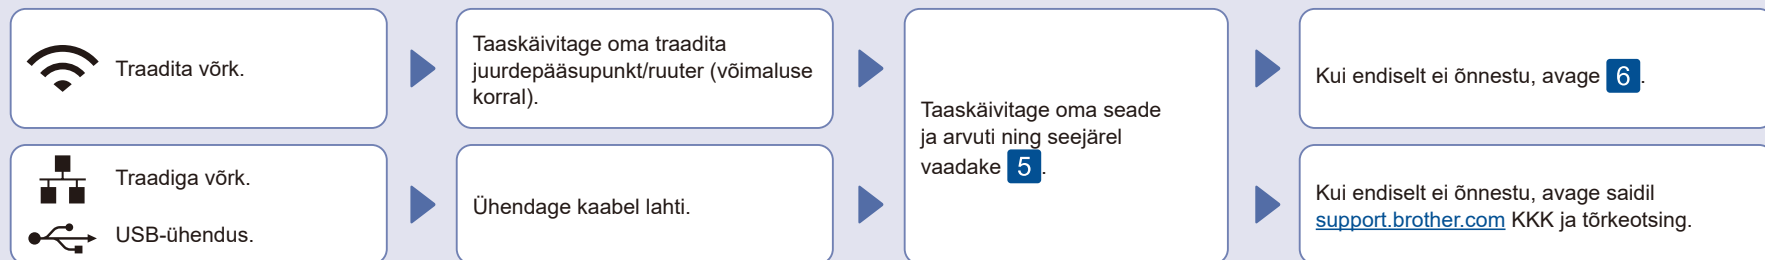 Traadita võrk.
Taaskäivitage oma traadita
juurdepääsupunkt/ruuter (võimaluse
korral).
Traadiga võrk.
USB-ühendus.
Ühendage kaabel lahti.
Taaskäivitage oma seade
ja arvuti ning seejärel
vaadake 5.
Kui endiselt ei õnnestu, avage 6.
Kui endiselt ei õnnestu, avage saidil
support.brother.com KKK ja tõrkeotsing.